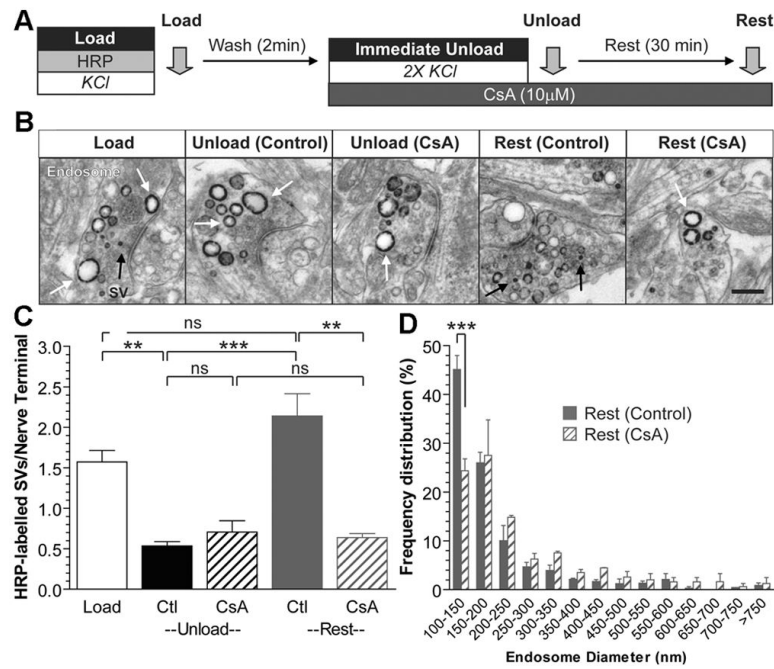 A
Load
Unload
Rest
Load
HRP
KCl
Wash (2min)
Immediate Unload
2X KCl
Rest (30 min)
CsA (10μM)
B
Load
Unload (Control)
Unload (CsA)
Rest (Control)
Rest (CsA)
Endosome
SV
C
HRP-labelled SVs/Nerve Terminal
3.0
2.5
2.0
1.5
1.0
0.5
0.0
ns
** *** **
ns ns
Load Ctl CsA Ctl CsA
--Unload-- --Rest--
D
***
Frequency distribution (%)
50
40
30
20
10
0
Rest (Control)
Rest (CsA)
100-150
150-200
200-250
250-300
300-350
350-400
400-450
450-500
500-550
550-600
600-650
650-700
700-750
>750
Endosome Diameter (nm)